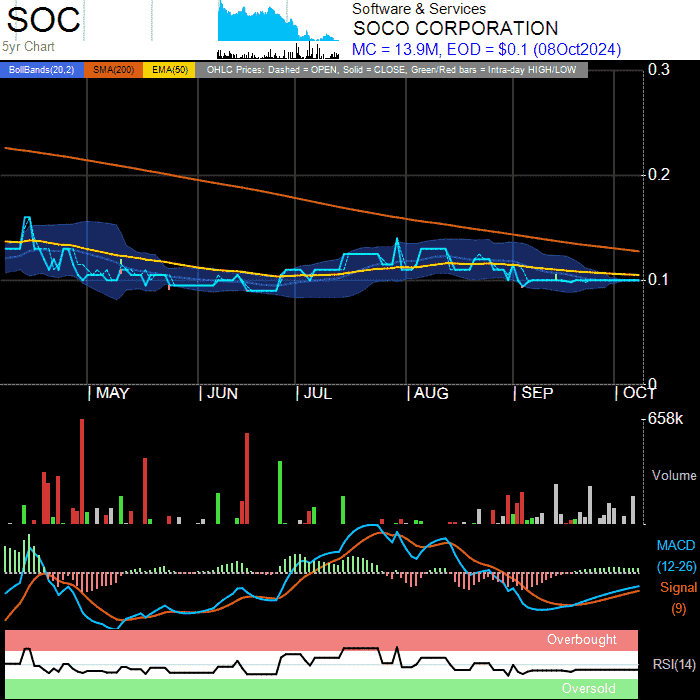 SOC
5yr Chart
Software & Services
SOCO CORPORATION
MC = 13.9M, EOD = $0.1 (08Oct2024)
BollBands(20,2) SMA(200) EMA(50) OHLC Prices: Dashed = OPEN, Solid = CLOSE, Green/Red bars = Intra-day HIGH/LOW
0.3
0.2
0.1
0
| MAY | JUN | JUL | AUG | SEP | OCT
658k
Volume
MACD
(12-26)
Signal
(9)
Overbought
RSI(14)
Oversold